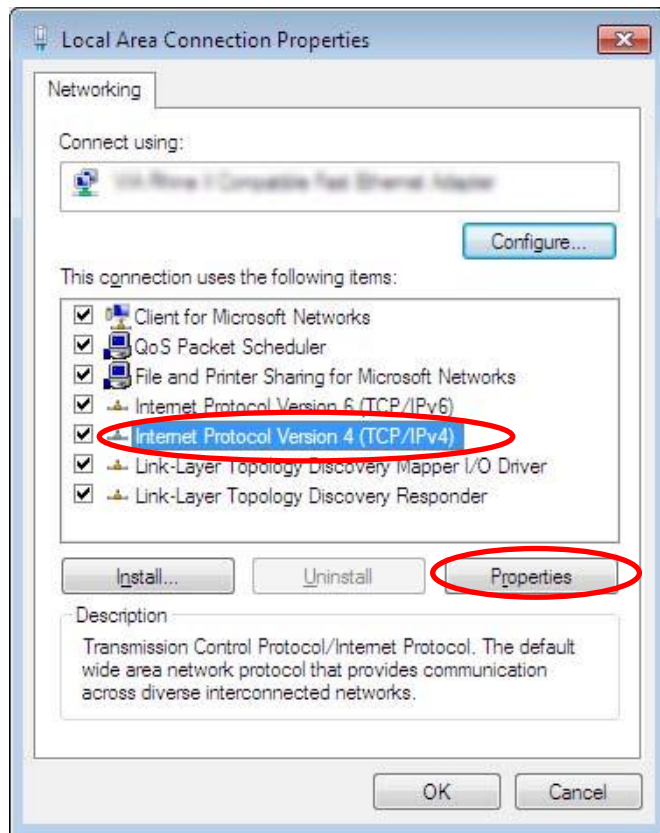 Local Area Connection Properties
Networking
Connect using:
Configure...
This connection uses the following items:
Client for Microsoft Networks
QoS Packet Scheduler
File and Printer Sharing for Microsoft Networks
Internet Protocol Version 6 (TCP/IPv6)
Internet Protocol Version 4 (TCP/IPv4)
Link-Layer Topology Discovery Mapper I/O Driver
Link-Layer Topology Discovery Responder
Install...
Uninstall
Properties
Description
Transmission Control Protocol/Internet Protocol. The default
wide area network protocol that provides communication
across diverse interconnected networks.
OK
Cancel